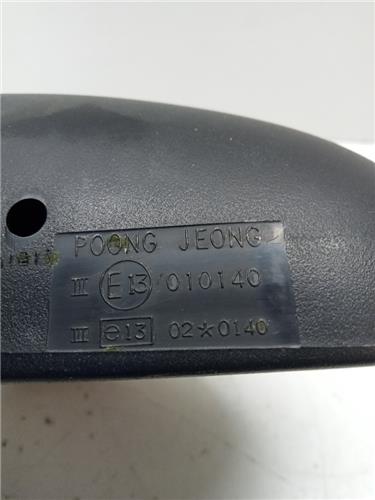 POONG JEONG
III E13 010140
III e13 02*0140